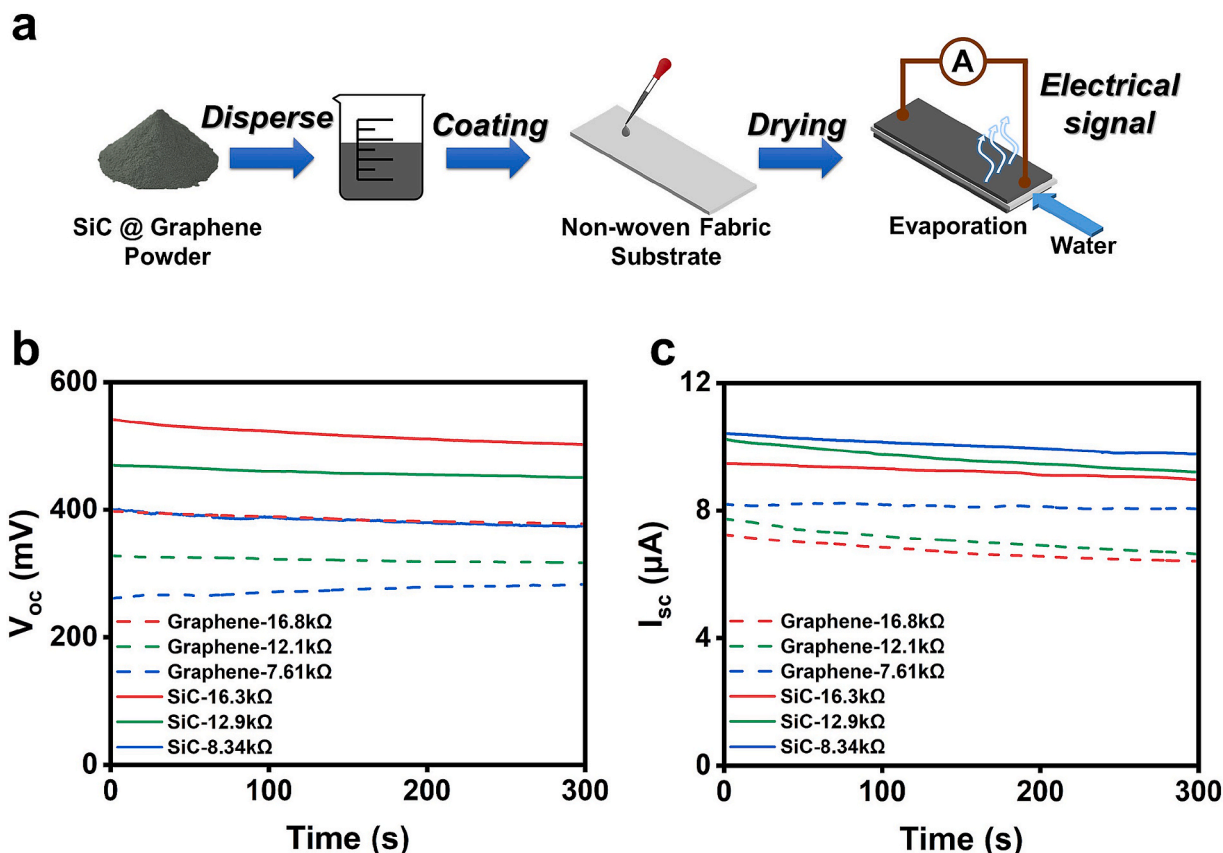 a
Disperse
Coating
Drying
A
Electrical
signal
SiC @ Graphene
Powder
Non-woven Fabric
Substrate
Evaporation
Water
b
V_oc (mV)
600
400
200
0
Graphene-16.8kΩ
Graphene-12.1kΩ
Graphene-7.61kΩ
SiC-16.3kΩ
SiC-12.9kΩ
SiC-8.34kΩ
0 100 200 300
Time (s)
c
I_sc (μA)
12
8
4
0
Graphene-16.8kΩ
Graphene-12.1kΩ
Graphene-7.61kΩ
SiC-16.3kΩ
SiC-12.9kΩ
SiC-8.34kΩ
0 100 200 300
Time (s)